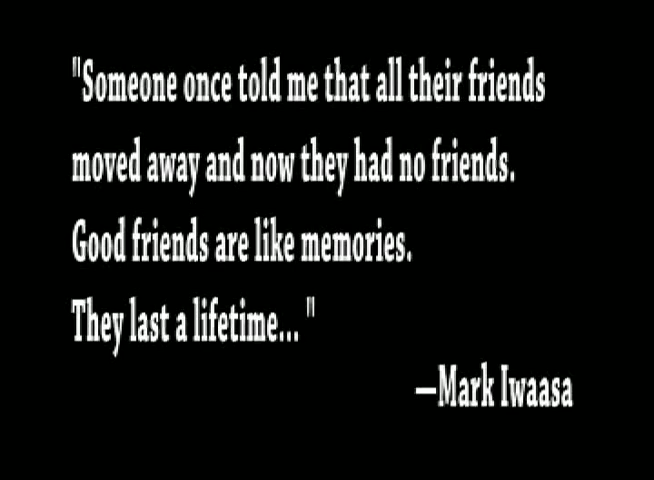 "Someone once told me that all their friends
moved away and now they had no friends.
Good friends are like memories.
They last a lifetime... "
—Mark Iwaasa